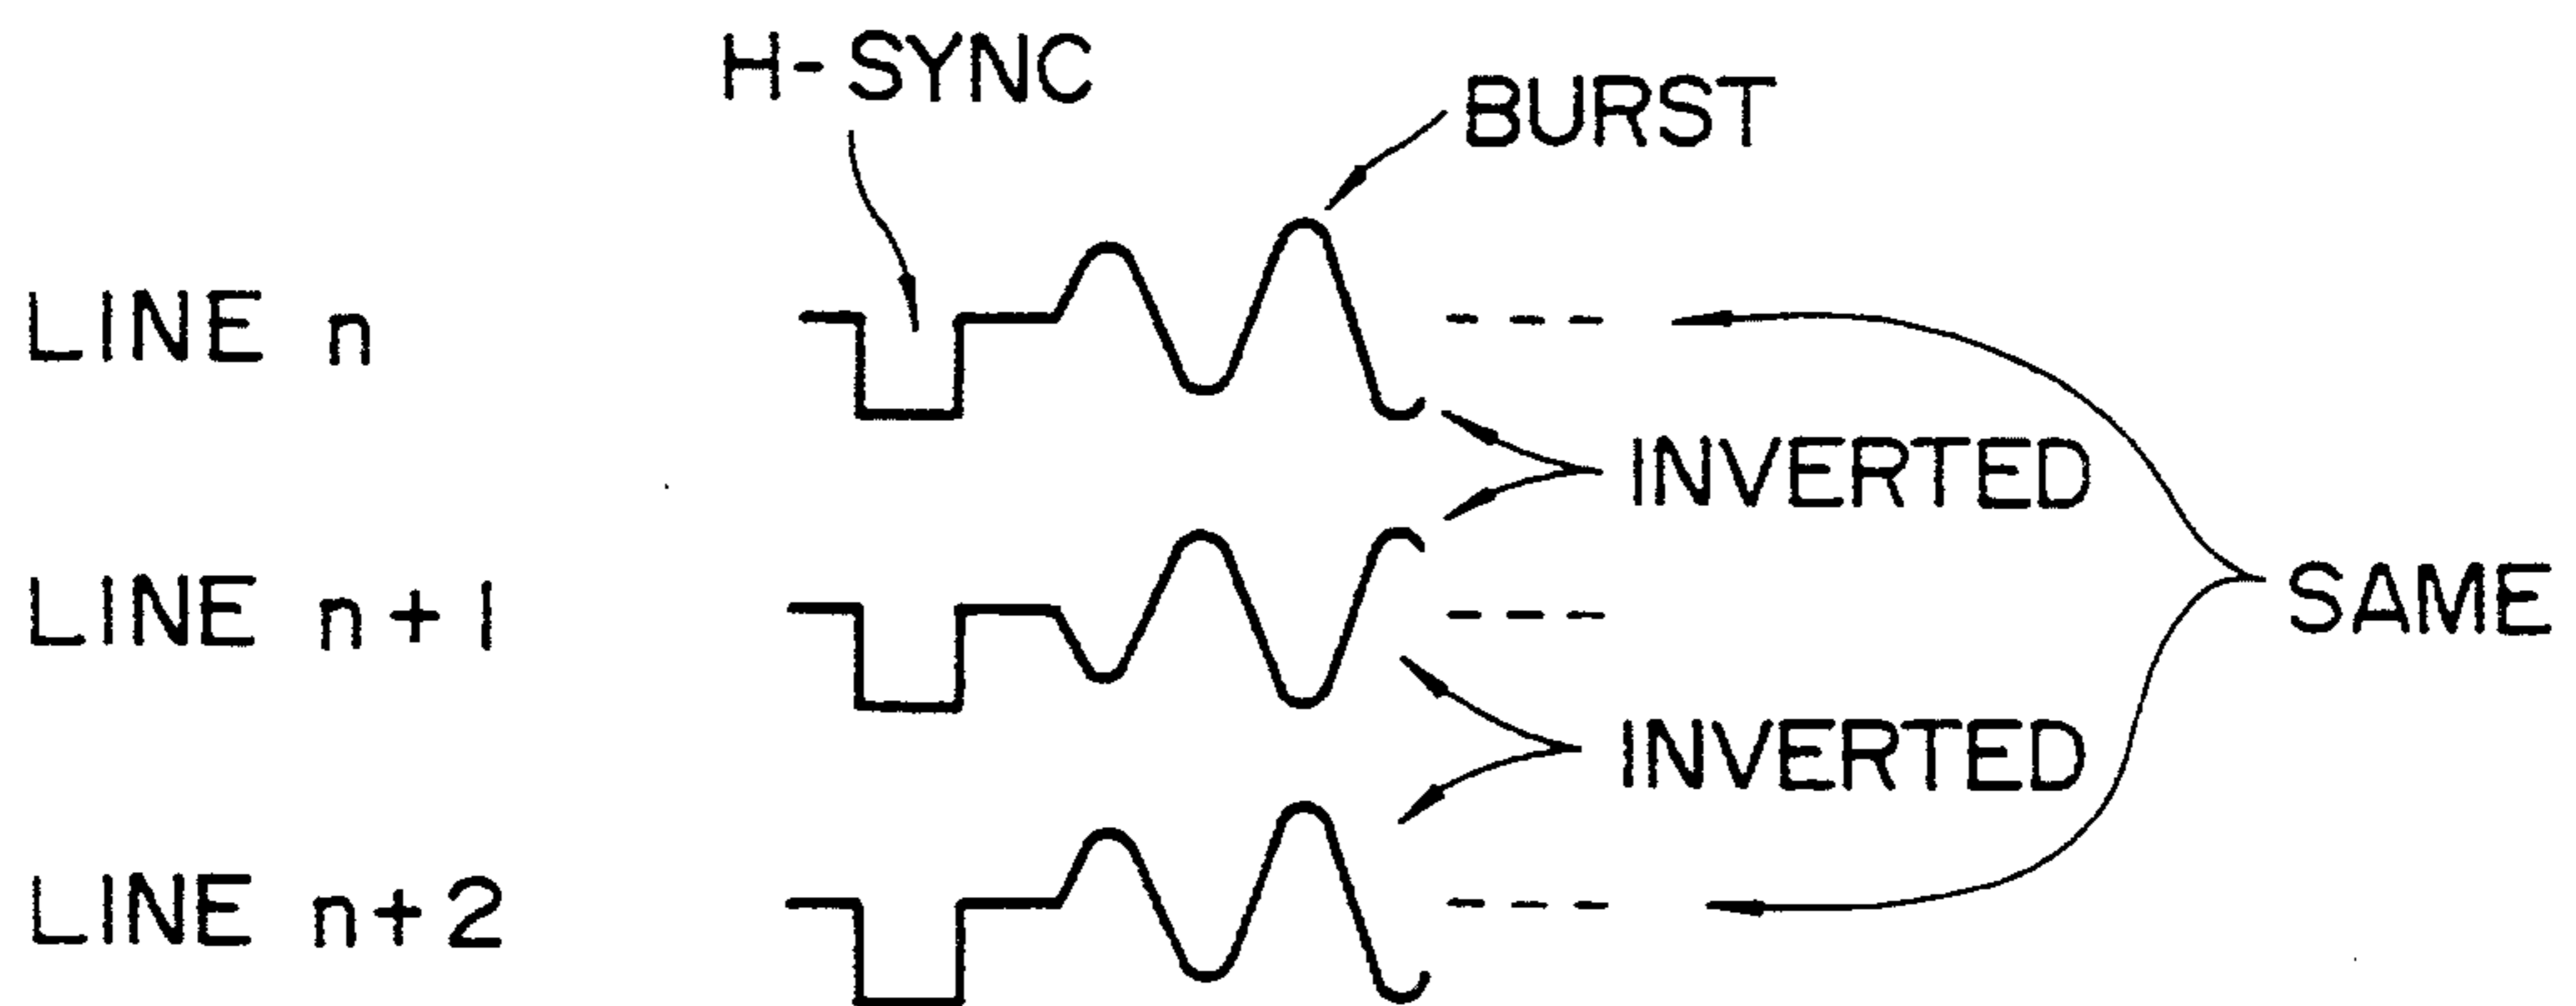 H-SYNC
BURST
LINE n
INVERTED
LINE n+1
SAME
INVERTED
LINE n+2